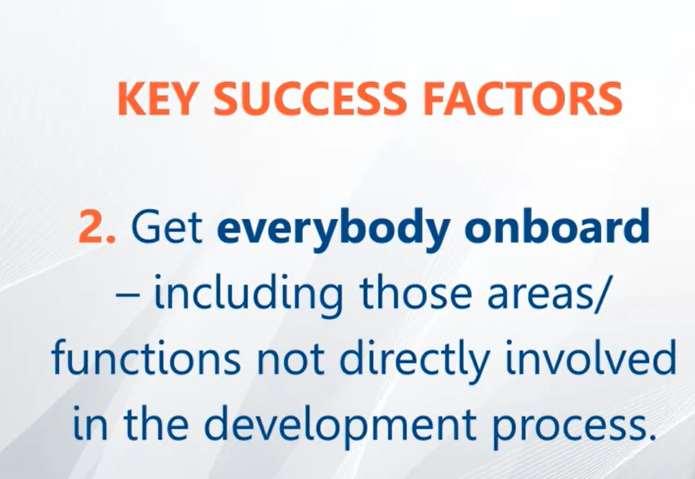 KEY SUCCESS FACTORS
2. Get everybody onboard
– including those areas/
functions not directly involved
in the development process.